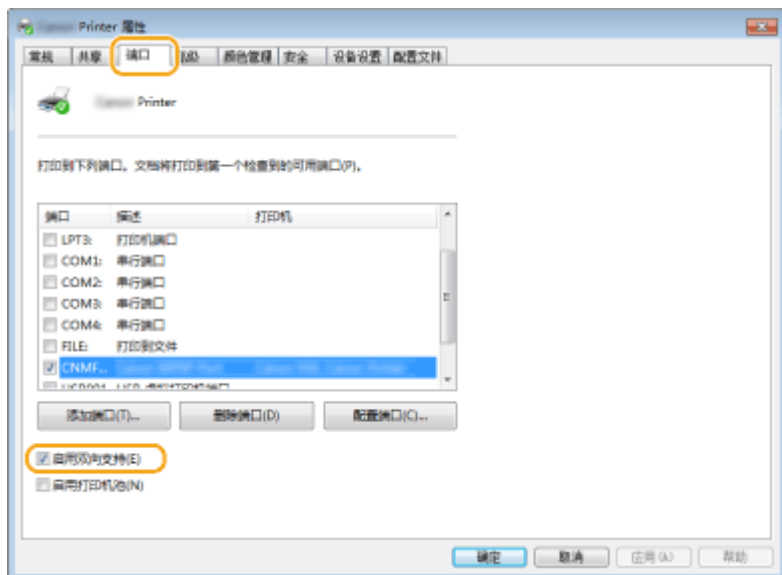 Printer 属性
常规 共享 端口 高级 颜色管理 安全 设备设置 配置文件
Printer
打印到下列端口。文档将打印到第一个检查到的可用端口(P)。
端口 描述 打印机
LPT3: 打印机端口
COM1: 串行端口
COM2: 串行端口
COM3: 串行端口
COM4: 串行端口
FILE: 打印到文件
CNMF...
添加端口(T)... 删除端口(D) 配置端口(C)...
启用双向支持(E)
启用打印机池(N)
确定 取消 应用(A) 帮助